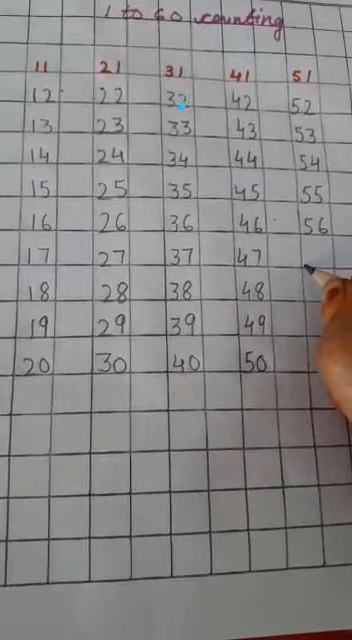 1 to 60 counting
11 21 31 41 51
12 22 32 42 52
13 23 33 43 53
14 24 34 44 54
15 25 35 45 55
16 26 36 46 56
17 27 37 47
18 28 38 48
19 29 39 49
20 30 40 50